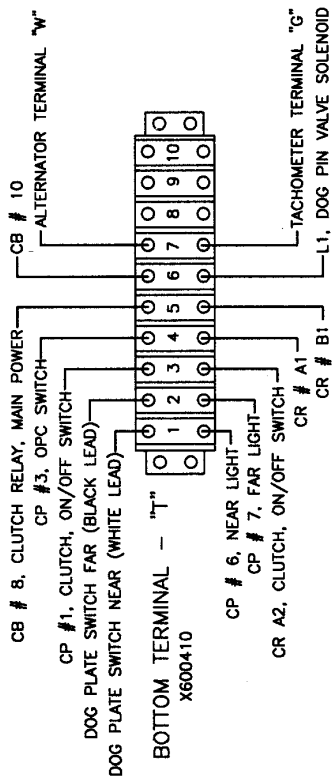 CB # 10
ALTERNATOR TERMINAL "W"
CB # 8, CLUTCH RELAY, MAIN POWER
CP #3, OPC SWITCH
CP #1, CLUTCH, ON/OFF SWITCH
DOG PLATE SWITCH FAR (BLACK LEAD)
DOG PLATE SWITCH NEAR (WHITE LEAD)
1 2 3 4 5 6 7 8 9 10
BOTTOM TERMINAL - "T"
X600410
CP # 6, NEAR LIGHT
CP # 7, FAR LIGHT
CR A2, CLUTCH, ON/OFF SWITCH
CR # A1
CR # B1
L1, DOG PIN VALVE SOLENOID
TACHOMETER TERMINAL "G"